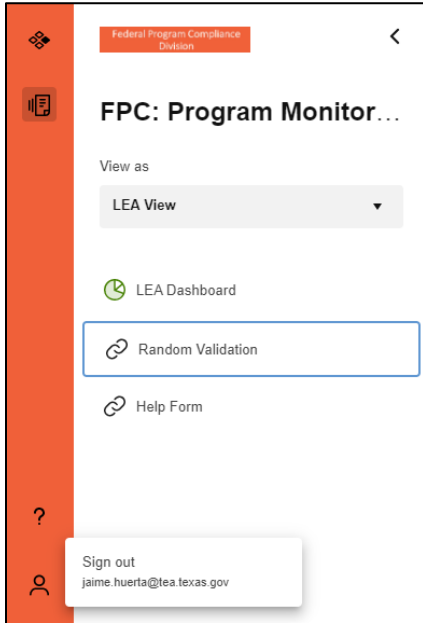 Federal Program Compliance
Division
FPC: Program Monitor...
View as
LEA View
LEA Dashboard
Random Validation
Help Form
?
Sign out
jaime.huerta@tea.texas.gov